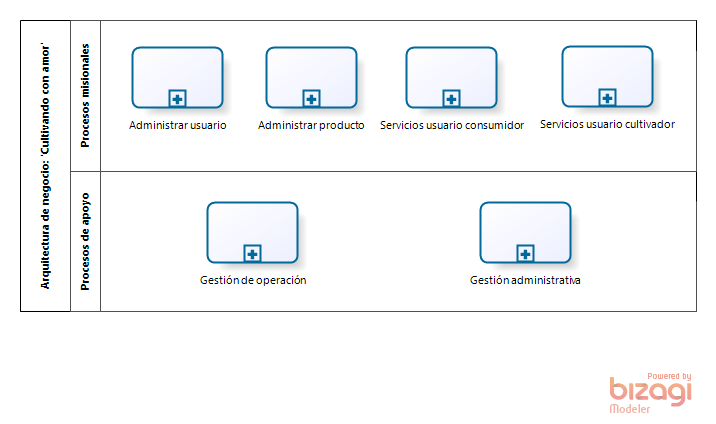 Arquitectura de negocio: 'Cultivando con amor'
Procesos misionales
Administrar usuario
Administrar producto
Servicios usuario consumidor
Servicios usuario cultivador
Procesos de apoyo
Gestión de operación
Gestión administrativa
Powered by
bizagi
Modeler